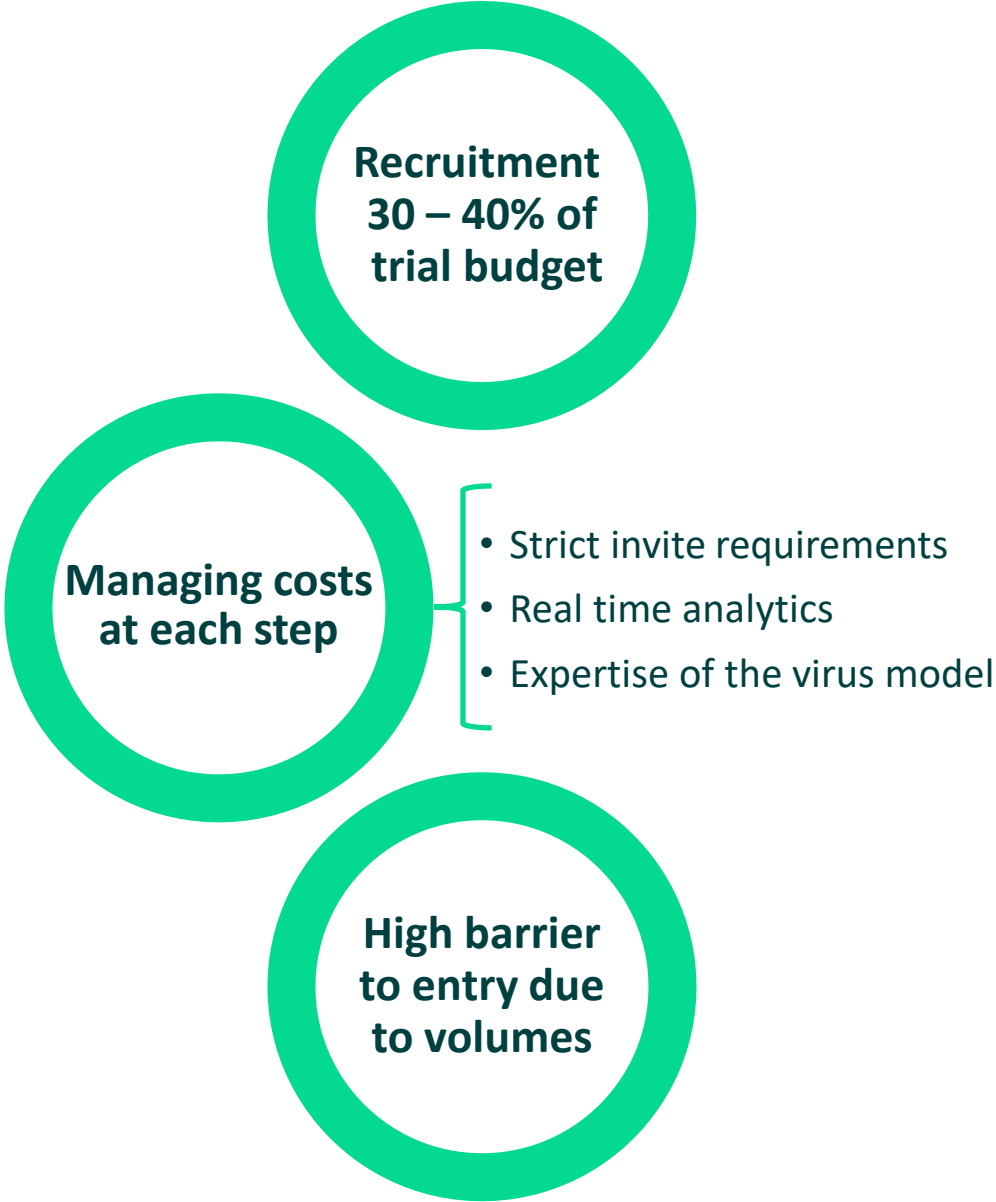 Recruitment
30 – 40% of
trial budget
Managing costs
at each step
• Strict invite requirements
• Real time analytics
• Expertise of the virus model
High barrier
to entry due
to volumes